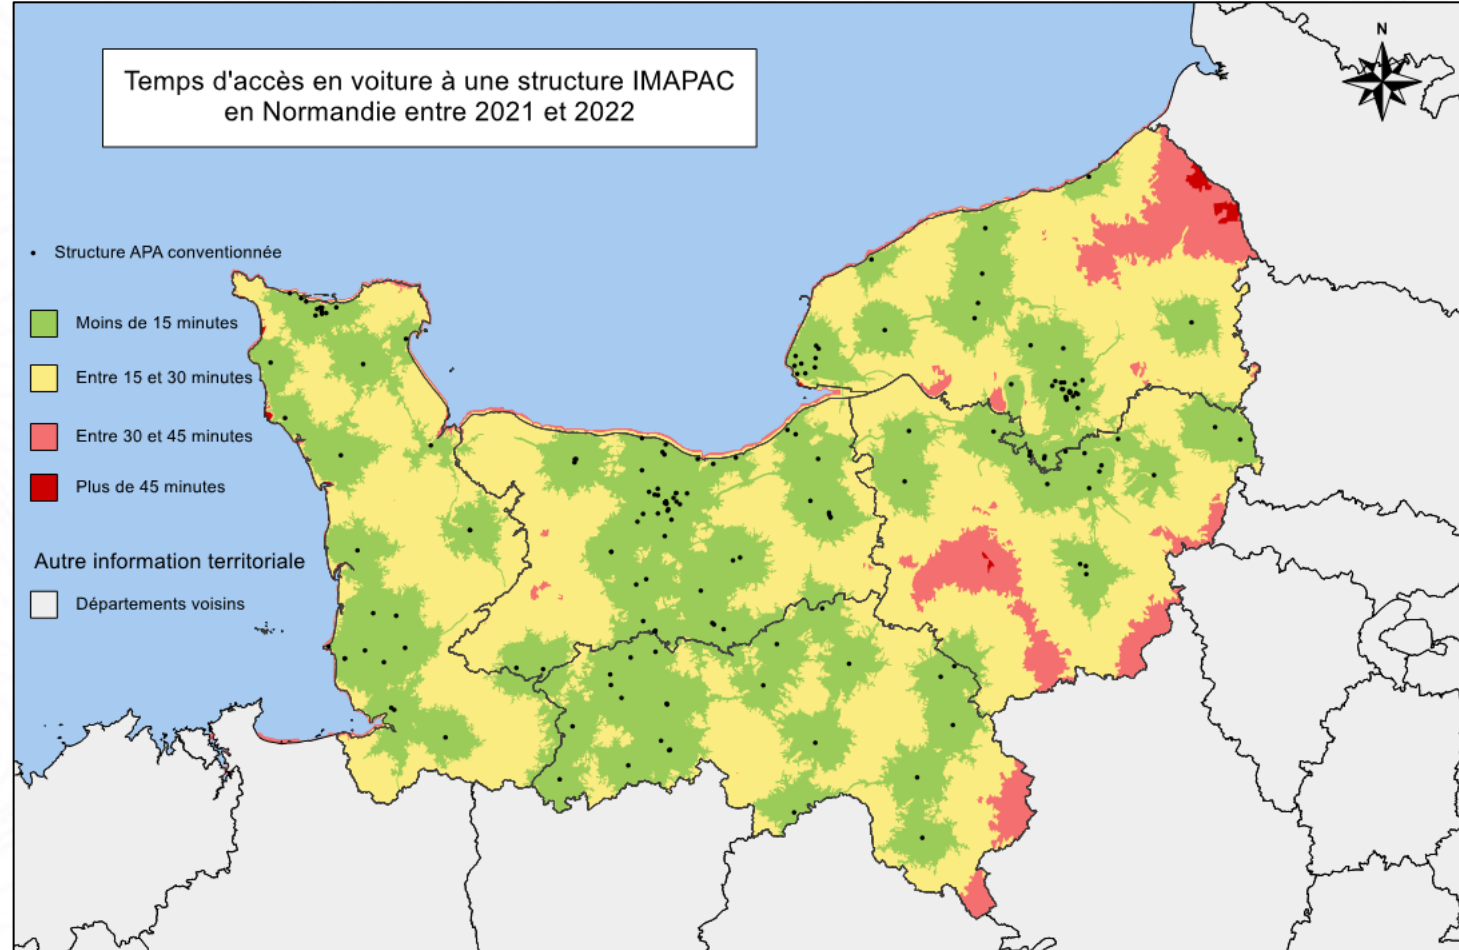 Temps d'accès en voiture à une structure IMAPAC
en Normandie entre 2021 et 2022
N
Structure APA conventionnée
Moins de 15 minutes
Entre 15 et 30 minutes
Entre 30 et 45 minutes
Plus de 45 minutes
Autre information territoriale
Départements voisins